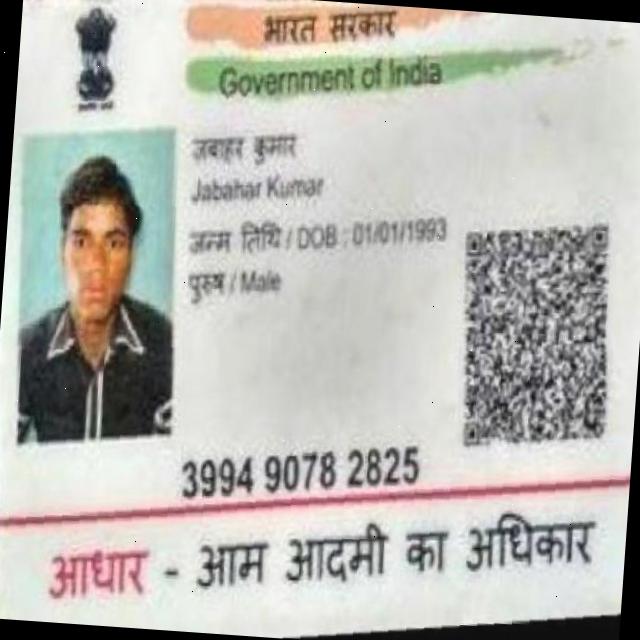 भारत सरकार
Government of India
जबाहर कुमार
Jabahar Kumar
जन्म तिथि / DOB : 01/01/1993
पुरुष / Male
3994 9078 2825
आधार - आम आदमी का अधिकार